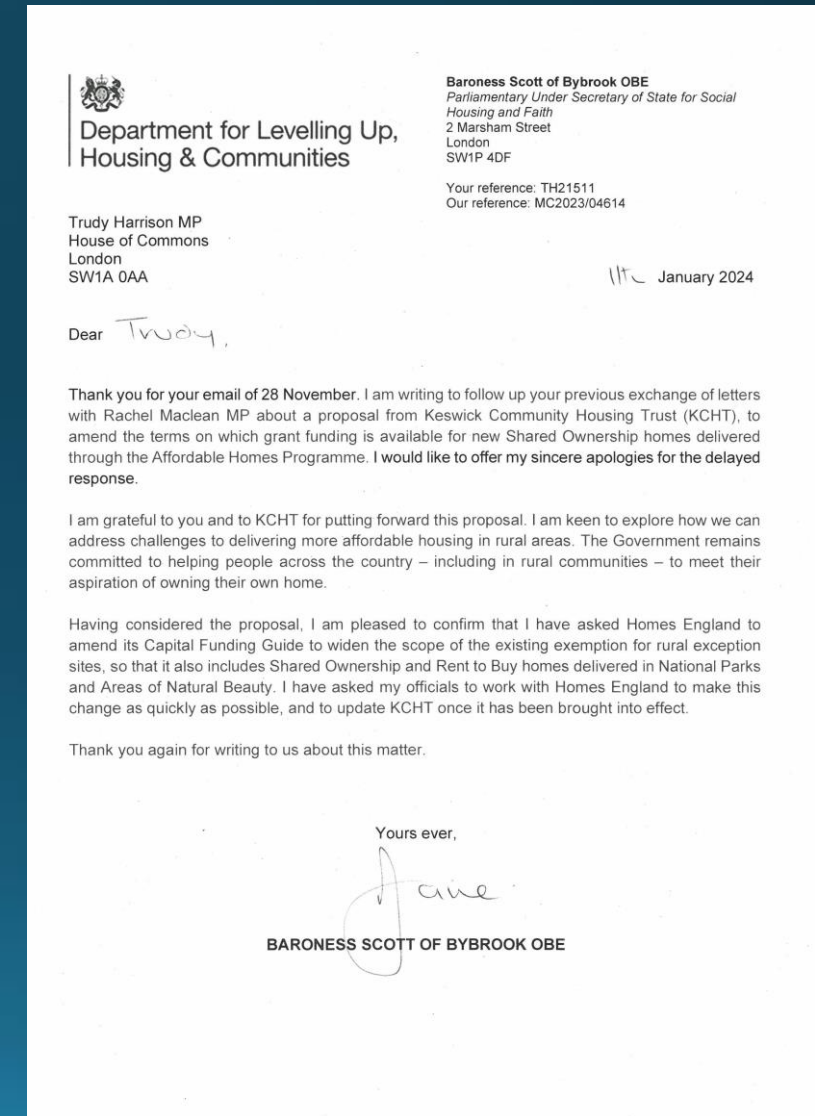 Department for Levelling Up,
Housing & Communities
Baroness Scott of Bybrook OBE
Parliamentary Under Secretary of State for Social
Housing and Faith
2 Marsham Street
London
SW1P 4DF
Your reference: TH21511
Our reference: MC2023/04614
Trudy Harrison MP
House of Commons
London
SW1A 0AA
11th January 2024
Dear Trudy,
Thank you for your email of 28 November. I am writing to follow up your previous exchange of letters
with Rachel Maclean MP about a proposal from Keswick Community Housing Trust (KCHT), to
amend the terms on which grant funding is available for new Shared Ownership homes delivered
through the Affordable Homes Programme. I would like to offer my sincere apologies for the delayed
response.
I am grateful to you and to KCHT for putting forward this proposal. I am keen to explore how we can
address challenges to delivering more affordable housing in rural areas. The Government remains
committed to helping people across the country – including in rural communities – to meet their
aspiration of owning their own home.
Having considered the proposal, I am pleased to confirm that I have asked Homes England to
amend its Capital Funding Guide to widen the scope of the existing exemption for rural exception
sites, so that it also includes Shared Ownership and Rent to Buy homes delivered in National Parks
and Areas of Natural Beauty. I have asked my officials to work with Homes England to make this
change as quickly as possible, and to update KCHT once it has been brought into effect.
Thank you again for writing to us about this matter.
Yours ever,
Jane
BARONESS SCOTT OF BYBROOK OBE